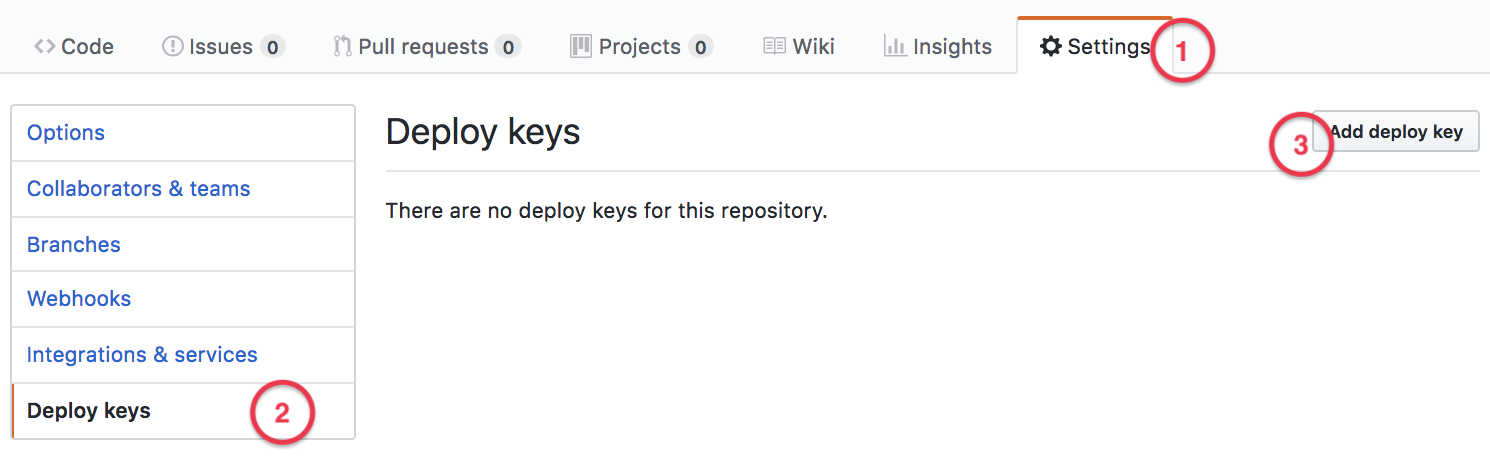 Code Issues 0 Pull requests 0 Projects 0 Wiki Insights Settings 1
Options
Collaborators & teams
Branches
Webhooks
Integrations & services
Deploy keys 2
Deploy keys
3 Add deploy key
There are no deploy keys for this repository.